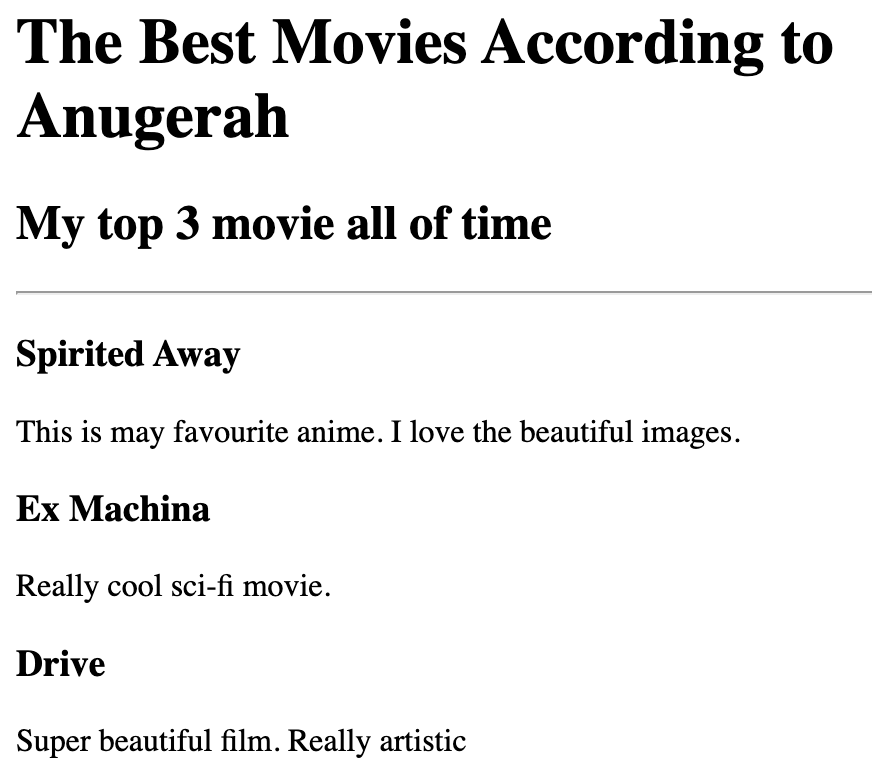 The Best Movies According to
Anugerah
My top 3 movie all of time
Spirited Away
This is may favourite anime. I love the beautiful images.
Ex Machina
Really cool sci-fi movie.
Drive
Super beautiful film. Really artistic